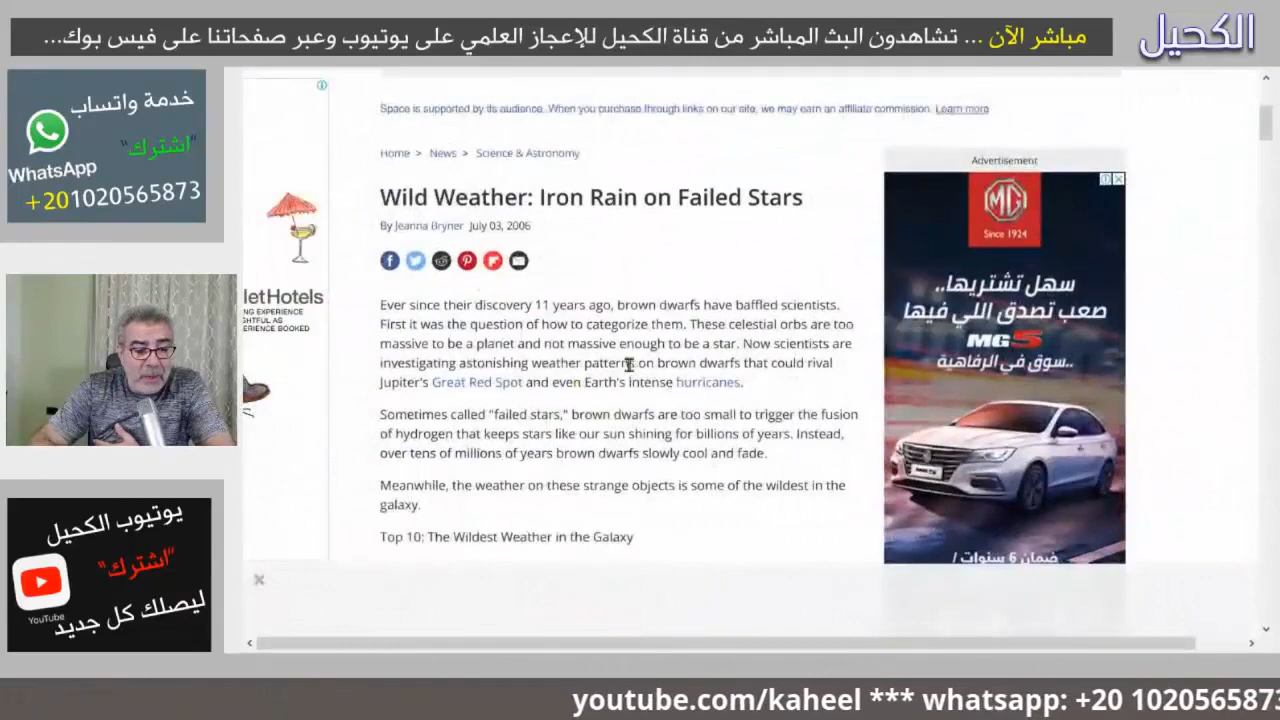 مباشر الآن ... تشاهدون البث المباشر من قناة الكحيل للإعجاز العلمي على يوتيوب وعبر صفحاتنا على فيس بوك...
الكحيل
خدمة واتساب
"اشترك"
WhatsApp
+201020565873
Space is supported by its audience. When you purchase through links on our site, we may earn an affiliate commission. Learn more
Home > News > Science & Astronomy
Wild Weather: Iron Rain on Failed Stars
By Jeanna Bryner July 03, 2006
Ever since their discovery 11 years ago, brown dwarfs have baffled scientists.
First it was the question of how to categorize them. These celestial orbs are too
massive to be a planet and not massive enough to be a star. Now scientists are
investigating astonishing weather patterns on brown dwarfs that could rival
Jupiter's Great Red Spot and even Earth's intense hurricanes.
Sometimes called "failed stars," brown dwarfs are too small to trigger the fusion
of hydrogen that keeps stars like our sun shining for billions of years. Instead,
over tens of millions of years brown dwarfs slowly cool and fade.
Meanwhile, the weather on these strange objects is some of the wildest in the
galaxy.
Top 10: The Wildest Weather in the Galaxy
letHotels
NG EXPERIENCE
GHTFUL AS
ERIENCE BOOKED
Advertisement
MG
Since 1924
سهل تشتريها..
صعب تصدق اللي فيها
MG5
..سوق في الرفاهية
ضمان 6 سنوات /
يوتيوب الكحيل
"اشترك"
YouTube
ليصلك كل جديد
youtube.com/kaheel *** whatsapp: +20 1020565873